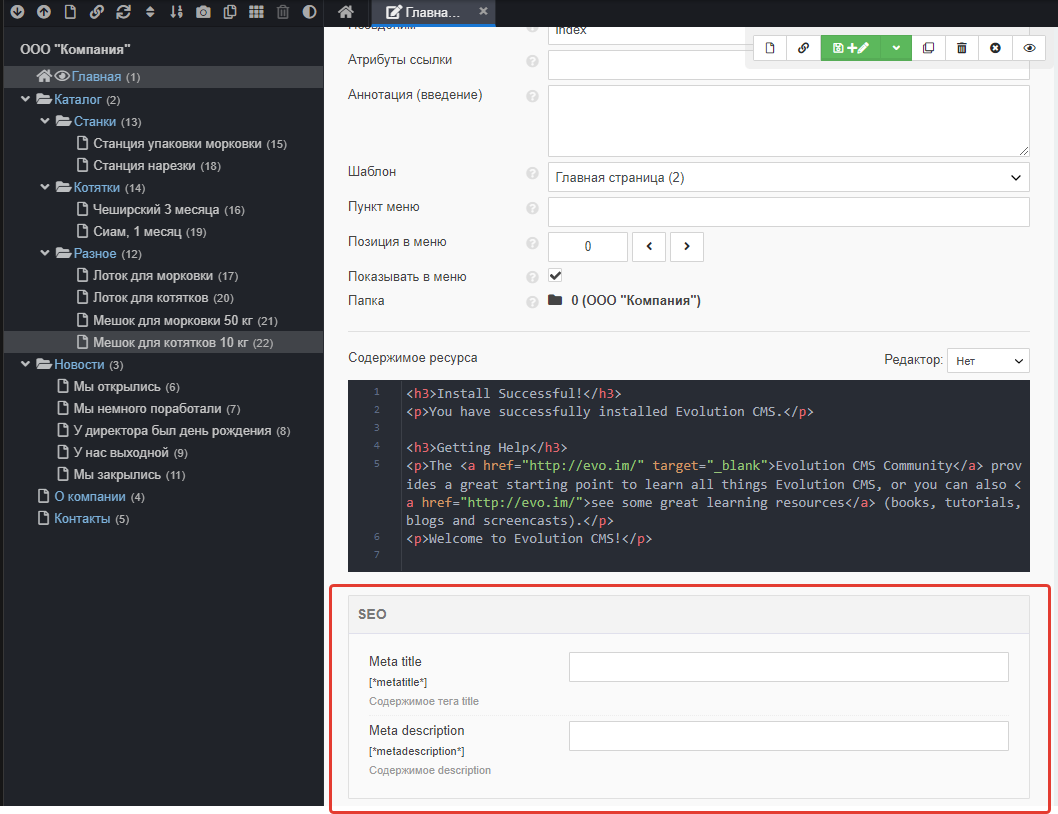 Главна...
ООО "Компания"
Главная (1)
Каталог (2)
Станки (13)
Станция упаковки морковки (15)
Станция нарезки (18)
Котятки (14)
Чеширский 3 месяца (16)
Сиам, 1 месяц (19)
Разное (12)
Лоток для морковки (17)
Лоток для котятков (20)
Мешок для морковки 50 кг (21)
Мешок для котятков 10 кг (22)
Новости (3)
Мы открылись (6)
Мы немного поработали (7)
У директора был день рождения (8)
У нас выходной (9)
Мы закрылись (11)
О компании (4)
Контакты (5)
Псевдоним index
Атрибуты ссылки
Аннотация (введение)
Шаблон Главная страница (2)
Пункт меню
Позиция в меню 0
Показывать в меню
Папка 0 (ООО "Компания")
Содержимое ресурса Редактор: Нет
1 <h3>Install Successful!</h3>
2 <p>You have successfully installed Evolution CMS.</p>
3
4 <h3>Getting Help</h3>
5 <p>The <a href="http://evo.im/" target="_blank">Evolution CMS Community</a> prov
ides a great starting point to learn all things Evolution CMS, or you can also <
a href="http://evo.im/">see some great learning resources</a> (books, tutorials,
blogs and screencasts).</p>
6 <p>Welcome to Evolution CMS!</p>
7
SEO
Meta title
[*metatitle*]
Содержимое тега title
Meta description
[*metadescription*]
Содержимое description